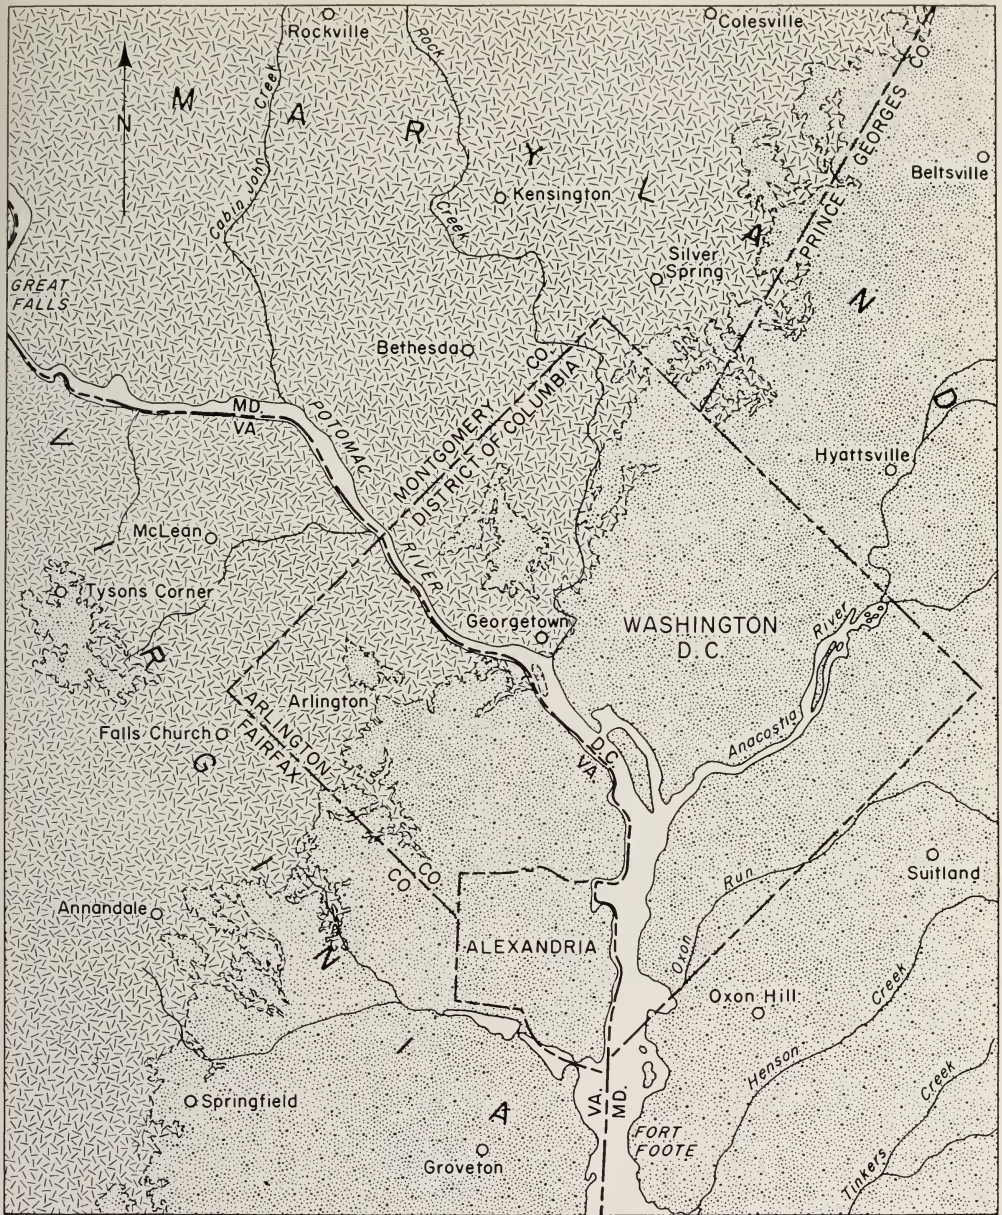 Rockville
Colesville
Rock
Creek
N
MARYLAND
Cabin John
Creek
PRINCE GEORGES CO.
Beltsville
Kensington
Creek
Silver
Spring
GREAT
FALLS
Bethesda
MONTGOMERY CO.
DISTRICT OF COLUMBIA
MD.
VA
POTOMAC
RIVER
Hyattsville
VIRGINIA
McLean
Tysons Corner
Georgetown
WASHINGTON
D.C.
Anacostia River
Arlington
Falls Church
ARLINGTON CO
FAIRFAX CO
D.C.
VA.
Suitland
Oxon Run
Annandale
ALEXANDRIA
Oxon Hill
Henson Creek
Tinkers Creek
Springfield
VA.
MD.
FORT
FOOTE
Groveton